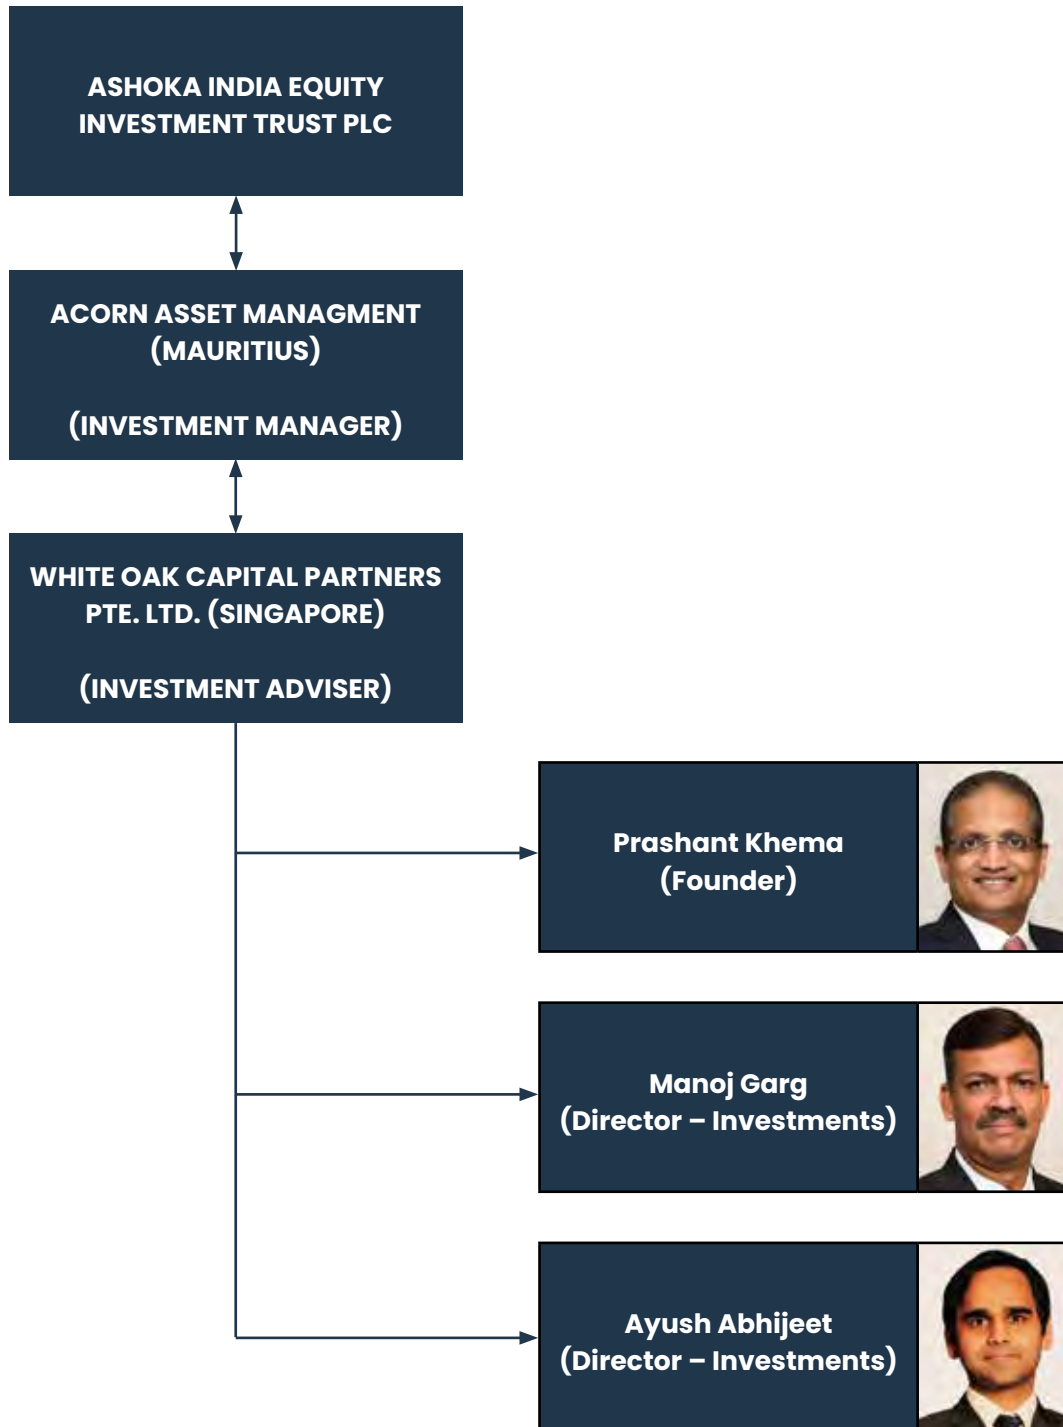 ASHOKA INDIA EQUITY
INVESTMENT TRUST PLC
ACORN ASSET MANAGMENT
(MAURITIUS)
(INVESTMENT MANAGER)
WHITE OAK CAPITAL PARTNERS
PTE. LTD. (SINGAPORE)
(INVESTMENT ADVISER)
Prashant Khema
(Founder)
Manoj Garg
(Director – Investments)
Ayush Abhijeet
(Director – Investments)